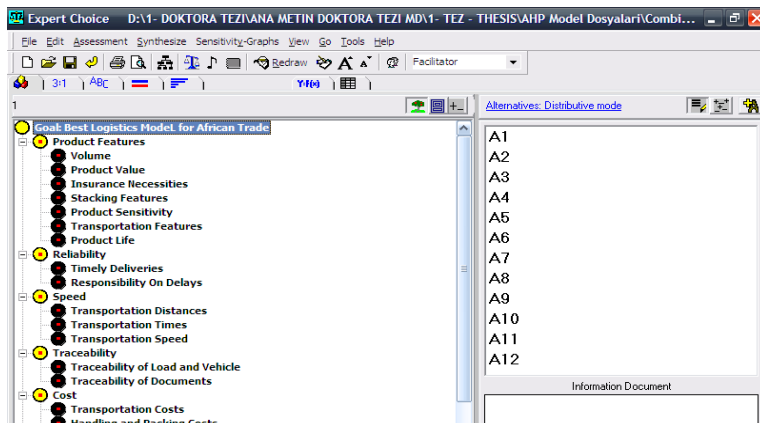 Expert Choice D:\1- DOKTORA TEZI\ANA METIN DOKTORA TEZI MD\1- TEZ - THESIS\AHP Model Dosyalari\Combi...
File Edit Assessment Synthesize Sensitivity-Graphs View Go Tools Help
Redraw A A Facilitator
3:1 ABC Y:f(x)
1
Alternatives: Distributive mode
Goal: Best Logistics ModeL for African Trade
Product Features
Volume
Product Value
Insurance Necessities
Stacking Features
Product Sensitivity
Transportation Features
Product Life
Reliability
Timely Deliveries
Responsibility On Delays
Speed
Transportation Distances
Transportation Times
Transportation Speed
Traceability
Traceability of Load and Vehicle
Traceability of Documents
Cost
Transportation Costs
Handling and Packing Costs
A1
A2
A3
A4
A5
A6
A7
A8
A9
A10
A11
A12
Information Document